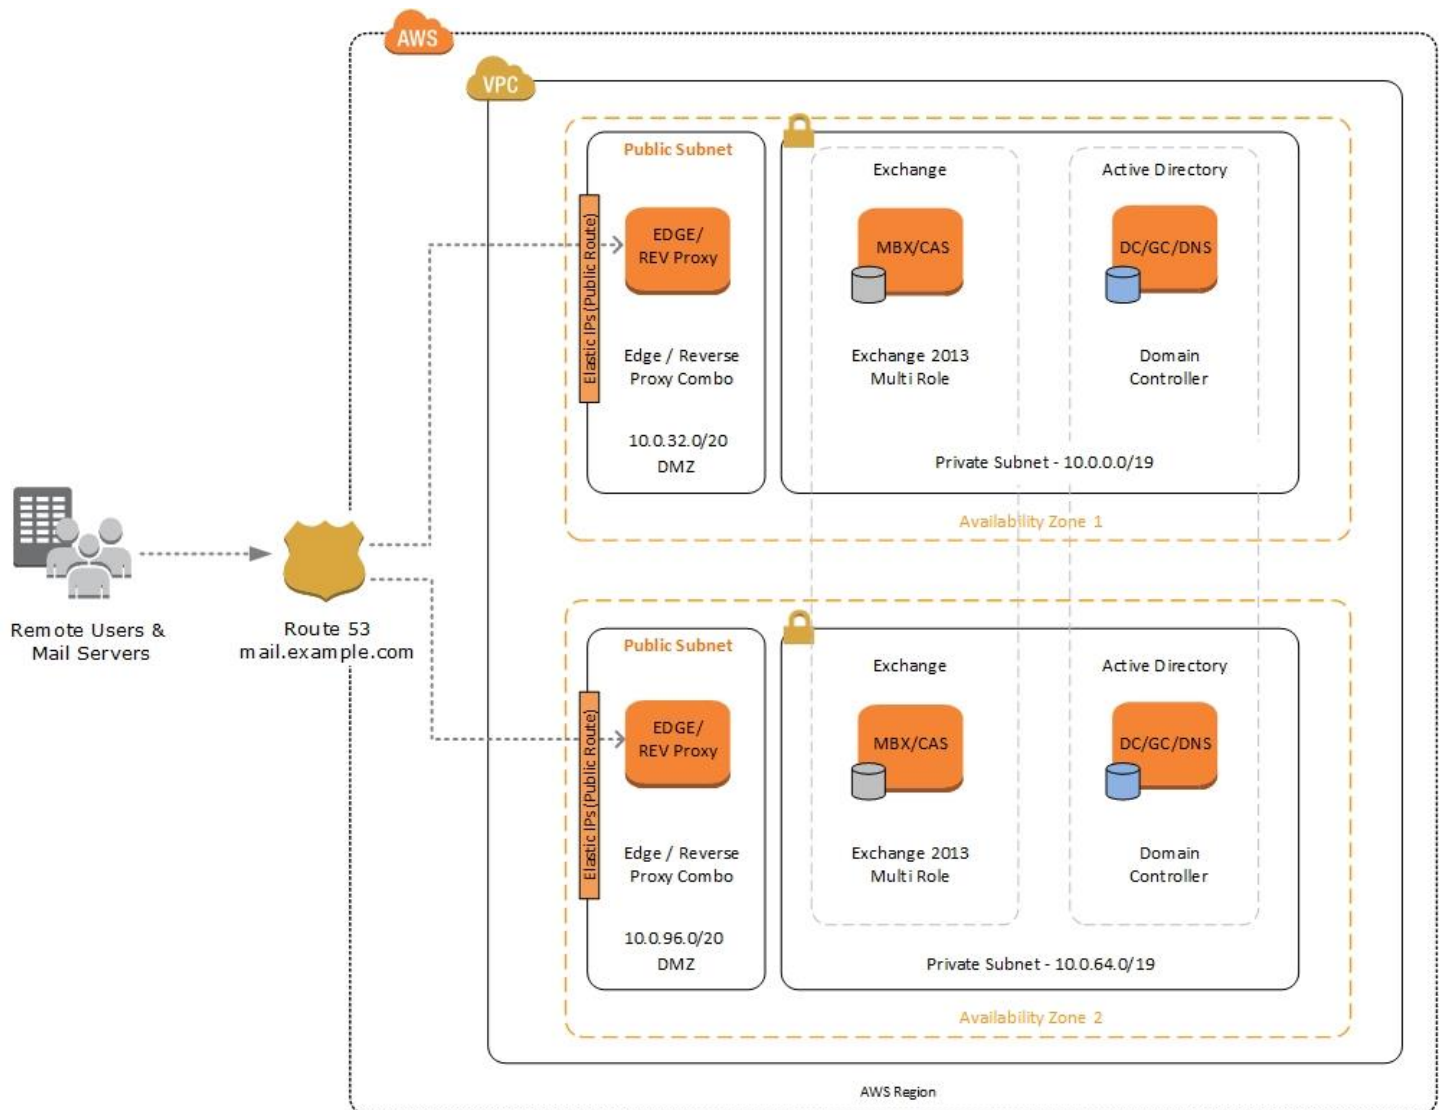 AWS
VPC
Public Subnet
Elastic IPs (Public Route)
EDGE/
REV Proxy
Edge / Reverse
Proxy Combo
10.0.32.0/20
DMZ
Exchange
MBX/CAS
Exchange 2013
Multi Role
Active Directory
DC/GC/DNS
Domain
Controller
Private Subnet - 10.0.0.0/19
Availability Zone 1
Remote Users &
Mail Servers
Route 53
mail.example.com
Public Subnet
Elastic IPs (Public Route)
EDGE/
REV Proxy
Edge / Reverse
Proxy Combo
10.0.96.0/20
DMZ
Exchange
MBX/CAS
Exchange 2013
Multi Role
Active Directory
DC/GC/DNS
Domain
Controller
Private Subnet - 10.0.64.0/19
Availability Zone 2
AWS Region